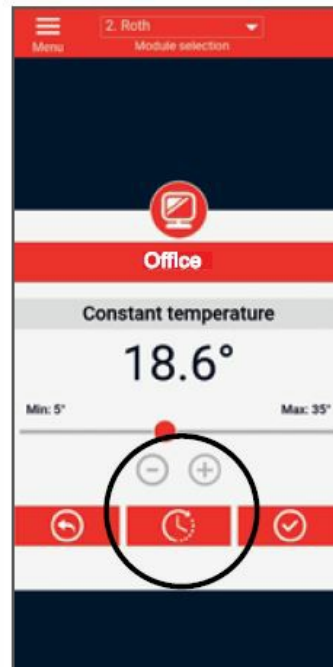 2. Roth
Menu
Module selection
Office
Constant temperature
18.6°
Min: 5° Max: 35°